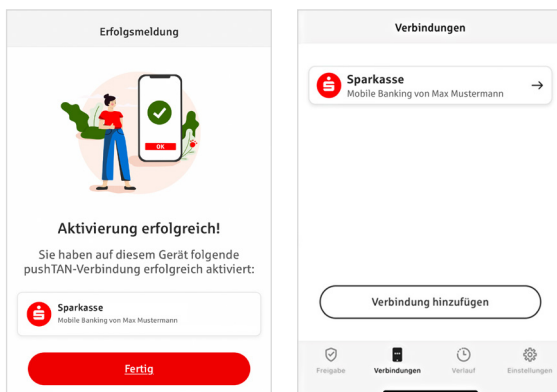 Erfolgsmeldung
OK
Aktivierung erfolgreich!
Sie haben auf diesem Gerät folgende
pushTAN-Verbindung erfolgreich aktiviert:
Sparkasse
Mobile Banking von Max Mustermann
Fertig
Verbindungen
Sparkasse
Mobile Banking von Max Mustermann
Verbindung hinzufügen
Freigabe
Verbindungen
Verlauf
Einstellungen